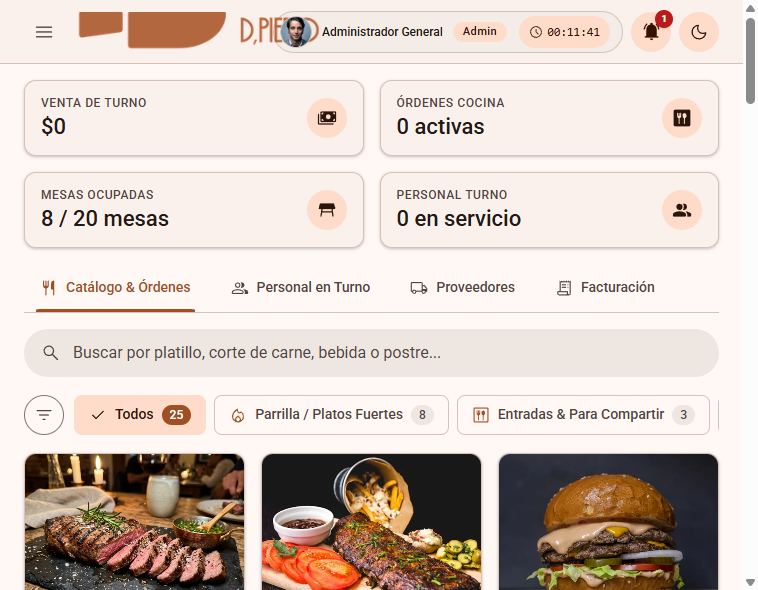 D,PIE
Administrador General
Admin
00:11:41
1
VENTA DE TURNO
$0
ÓRDENES COCINA
0 activas
MESAS OCUPADAS
8 / 20 mesas
PERSONAL TURNO
0 en servicio
Catálogo & Órdenes
Personal en Turno
Proveedores
Facturación
Buscar por platillo, corte de carne, bebida o postre...
Todos 25
Parrilla / Platos Fuertes 8
Entradas & Para Compartir 3